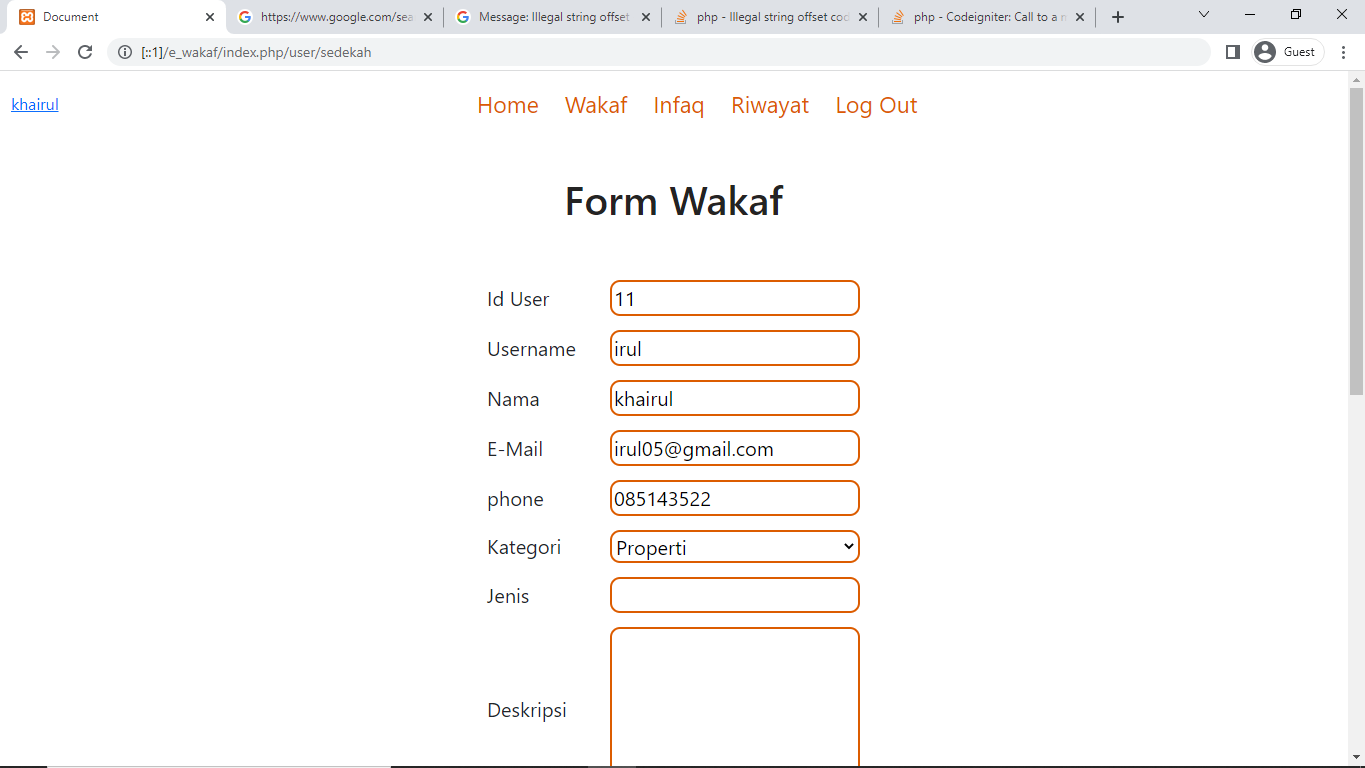 Document
https://www.google.com/sea
Message: Illegal string offset
php - Illegal string offset cod
php - Codeigniter: Call to a m
[::1]/e_wakaf/index.php/user/sedekah
Guest
khairul
Home Wakaf Infaq Riwayat Log Out
Form Wakaf
Id User 11
Username irul
Nama khairul
E-Mail irul05@gmail.com
phone 085143522
Kategori Properti
Jenis
Deskripsi